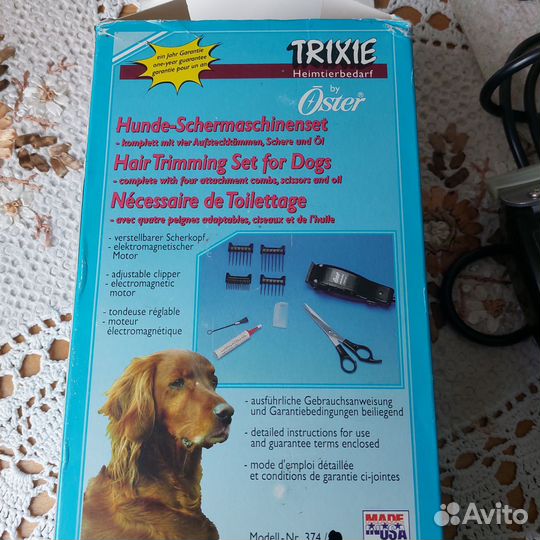 ein Jahr Garantie
one-year guarantee
garantie pour un an
TRIXIE
Heimtierbedarf
by
Oster
Hunde-Schermaschinenset
- komplett mit vier Aufsteckkämmen, Schere und Öl
Hair Trimming Set for Dogs
- complete with four attachment combs, scissors and oil
Nécessaire de Toilettage
- avec quatre peignes adaptables, ciseaux et de l'huile
- verstellbarer Scherkopf
- elektromagnetischer
Motor
- adjustable clipper
- electromagnetic
motor
- tondeuse réglable
- moteur
électromagnétique
- ausführliche Gebrauchsanweisung
und Garantiebedingungen beiliegend
- detailed instructions for use
and guarantee terms enclosed
- mode d'emploi détaillée
et conditions de garantie ci-jointes
MADE
IN USA
Modell-Nr. 374/
Avito